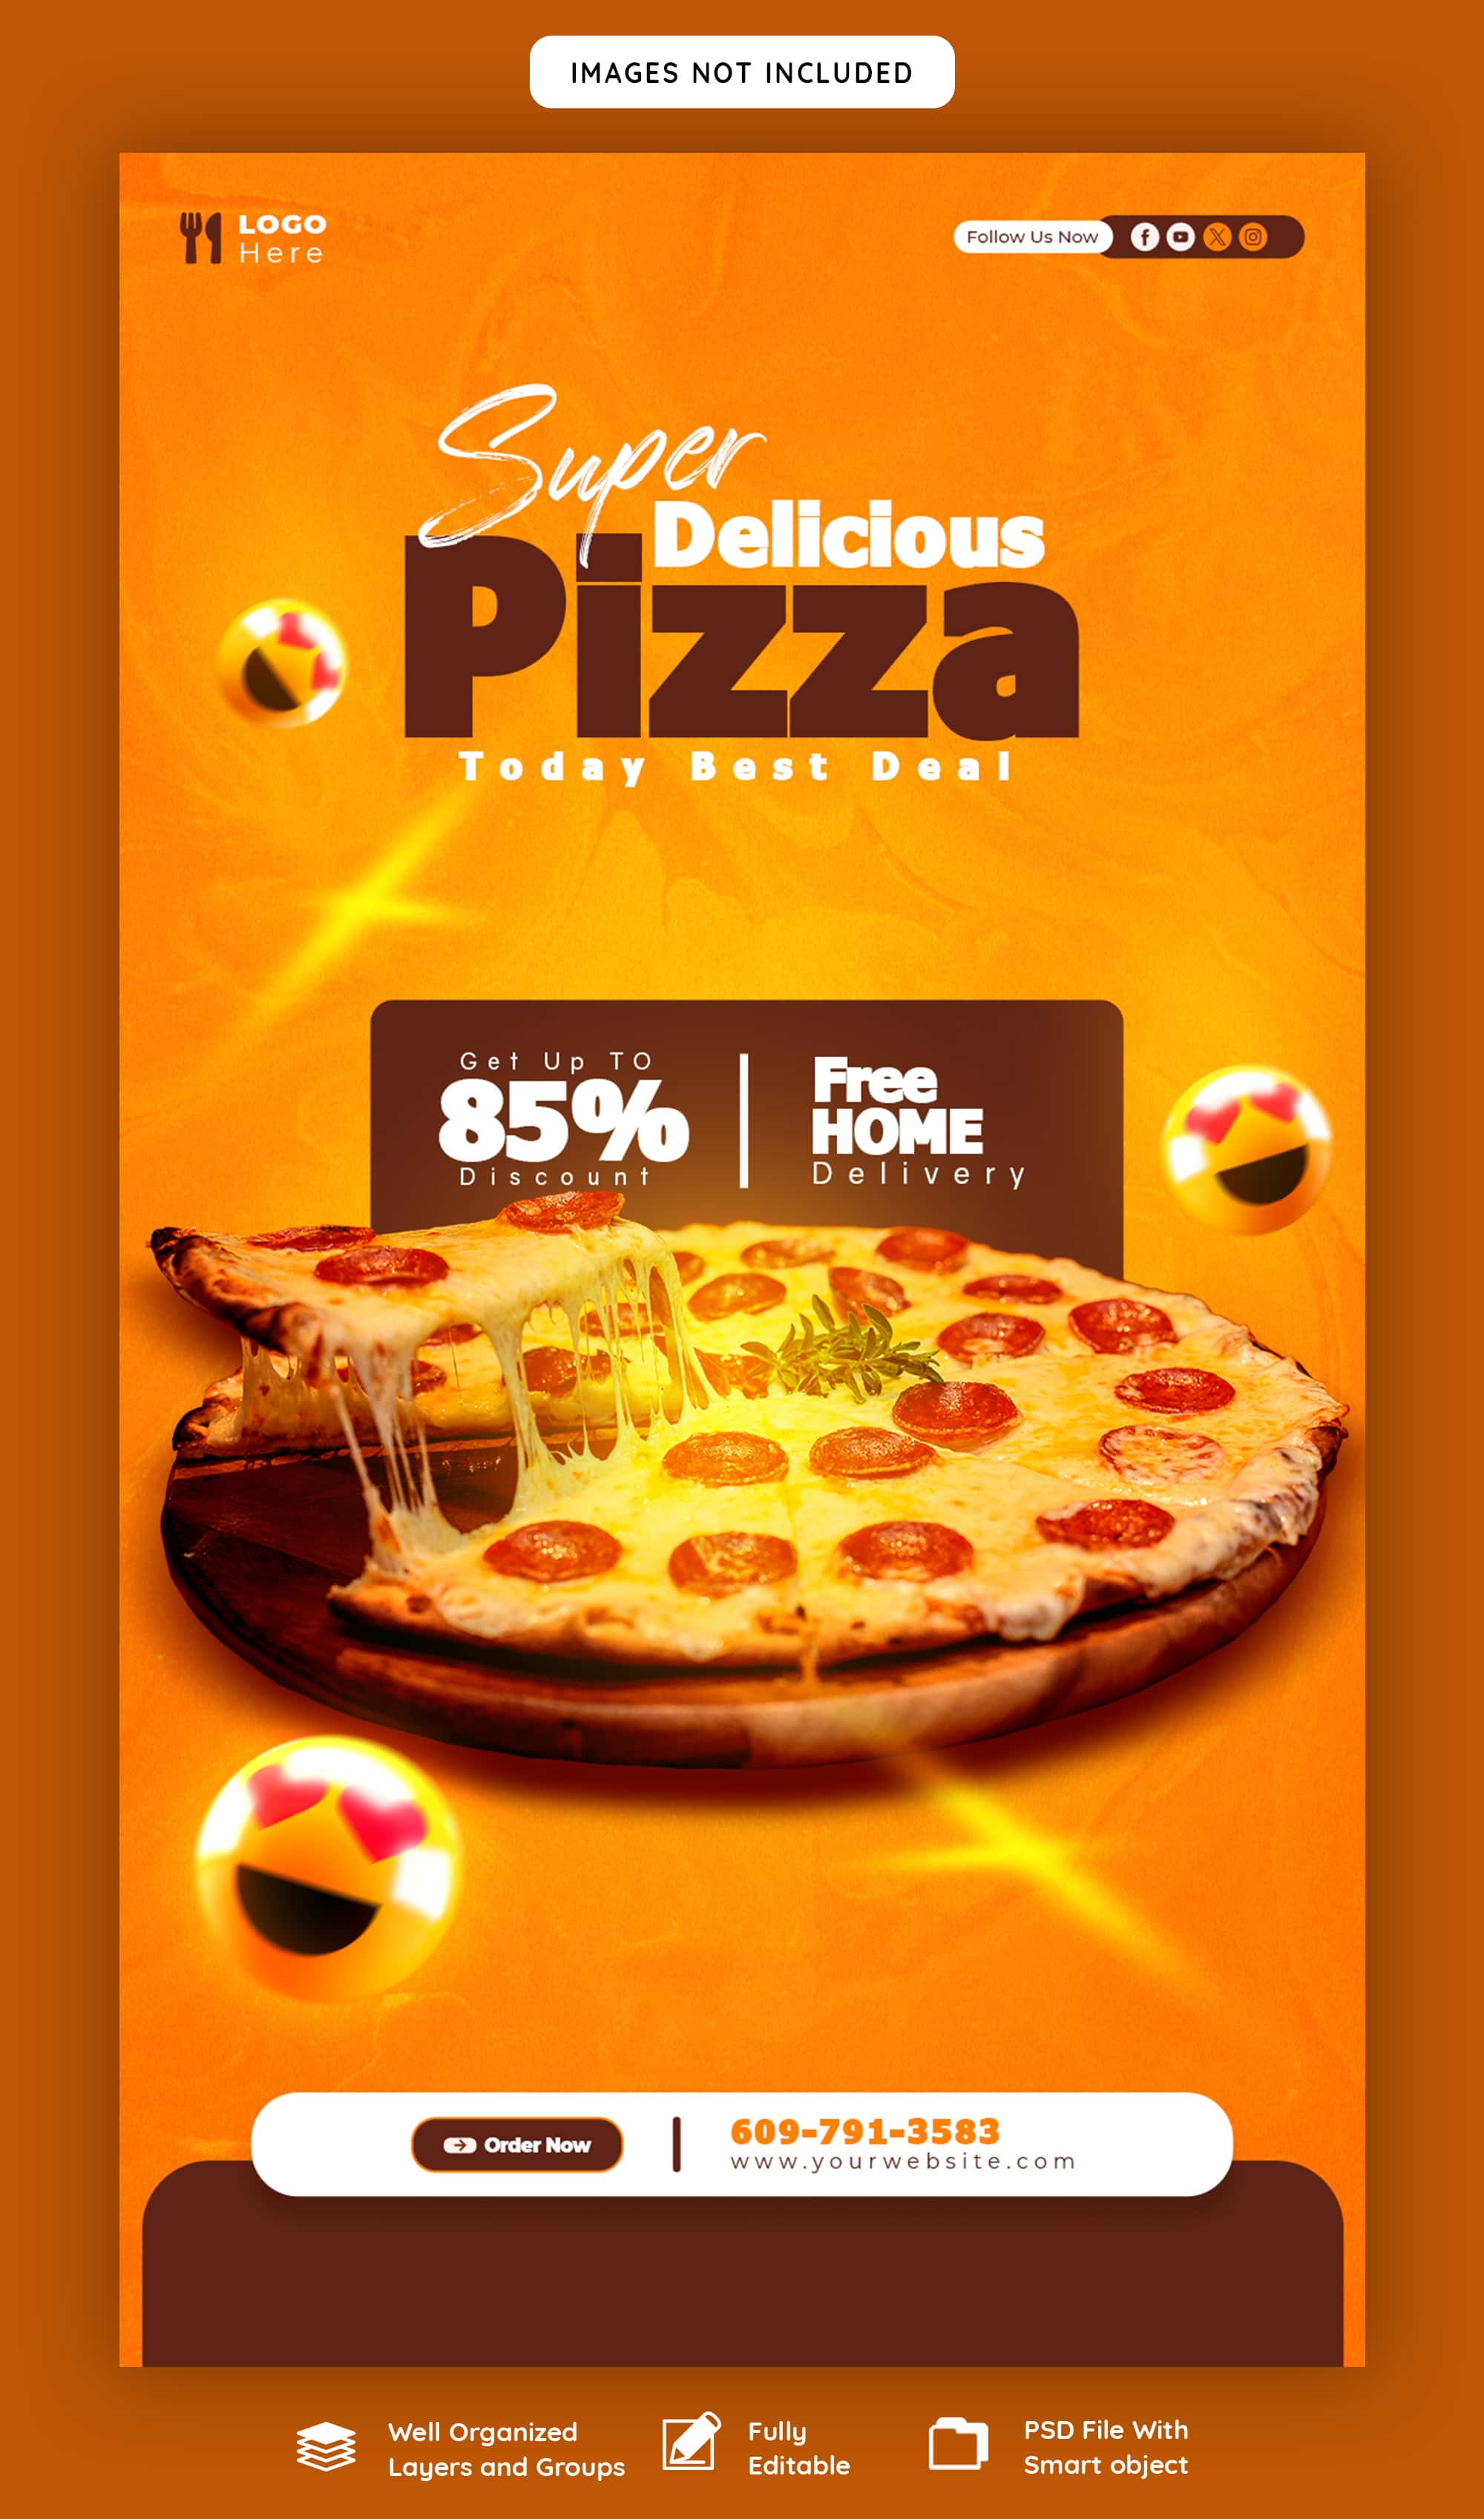 IMAGES NOT INCLUDED
LOGO
Here
Follow Us Now
Super
Delicious
Pizza
Today Best Deal
Get Up TO
85%
Discount
Free
HOME
Delivery
Order Now
609-791-3583
www.yourwebsite.com
Well Organized
Layers and Groups
Fully
Editable
PSD File With
Smart object